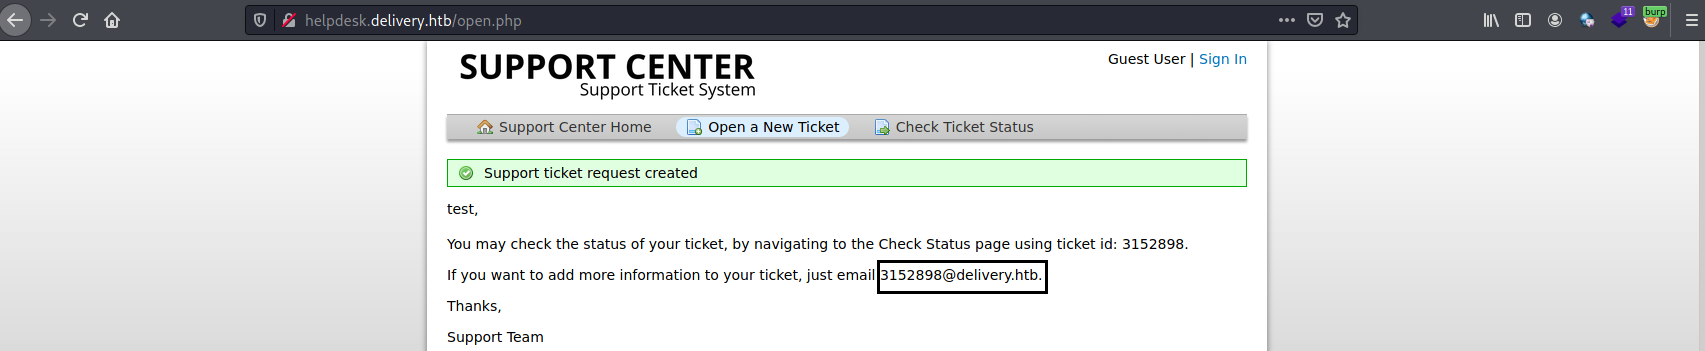 helpdesk.delivery.htb/open.php
11
burp
SUPPORT CENTER
Support Ticket System
Guest User | Sign In
Support Center Home
Open a New Ticket
Check Ticket Status
Support ticket request created
test,
You may check the status of your ticket, by navigating to the Check Status page using ticket id: 3152898.
If you want to add more information to your ticket, just email 3152898@delivery.htb.
Thanks,
Support Team